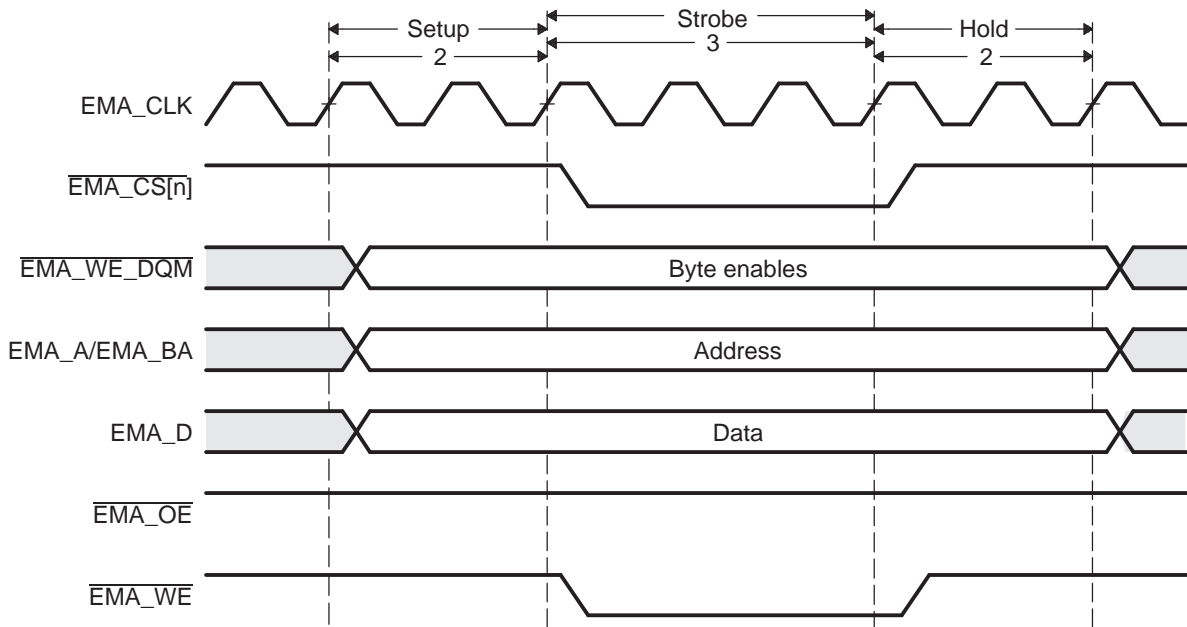 Setup
Strobe
Hold
2
3
2
EMA_CLK
EMA_CS[n]
EMA_WE_DQM
Byte enables
EMA_A/EMA_BA
Address
EMA_D
Data
EMA_OE
EMA_WE